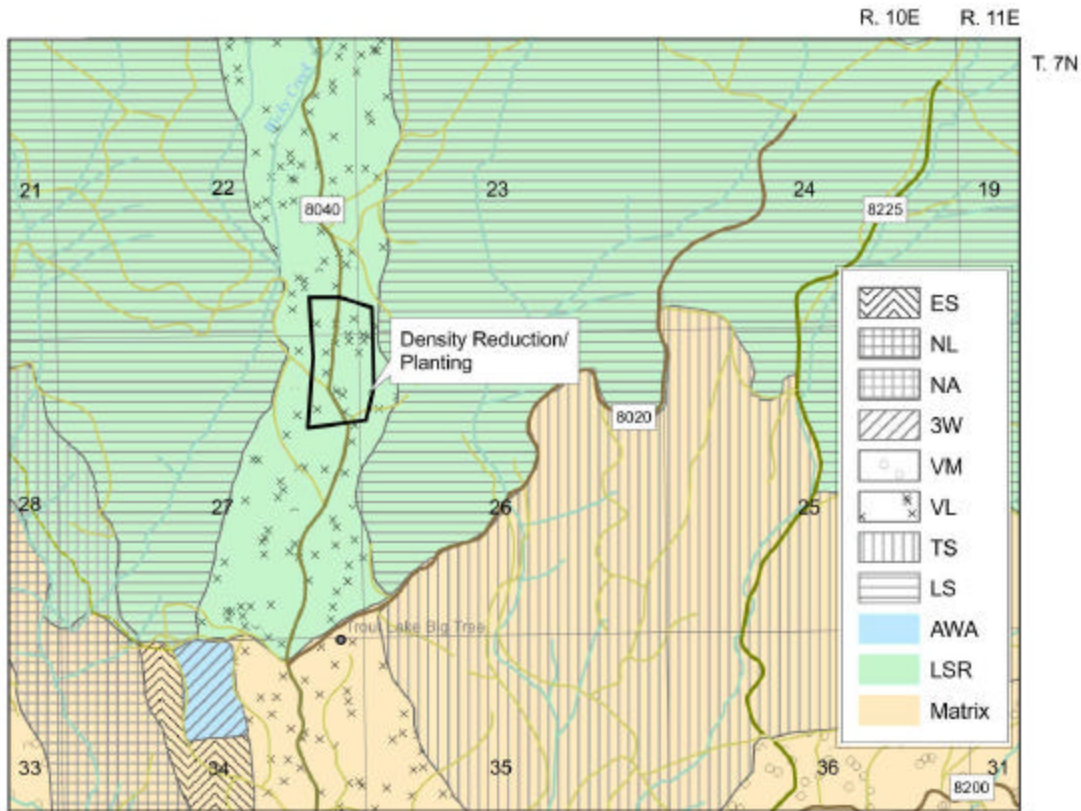 R. 10E R. 11E
T. 7N
21 22 23 24 19
8040
8225
Density Reduction/
Planting
8020
28 27 26 25
Trout Lake Big Tree
33 34 35 36 31
8200
ES
NL
NA
3W
VM
VL
TS
LS
AWA
LSR
Matrix